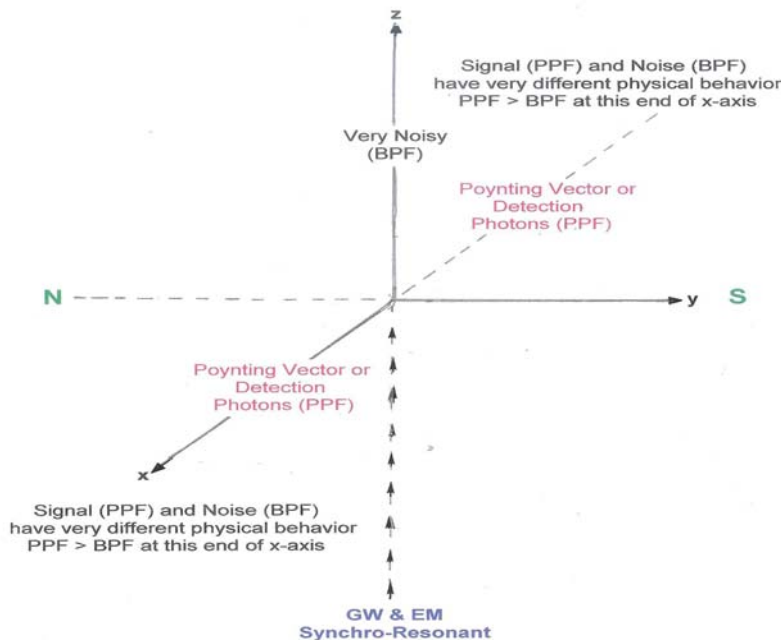 z
Signal (PPF) and Noise (BPF)
have very different physical behavior
PPF > BPF at this end of x-axis
Very Noisy
(BPF)
Poynting Vector or
Detection
Photons (PPF)
N
y
S
Poynting Vector or
Detection
Photons (PPF)
x
Signal (PPF) and Noise (BPF)
have very different physical behavior
PPF > BPF at this end of x-axis
GW & EM
Synchro-Resonant